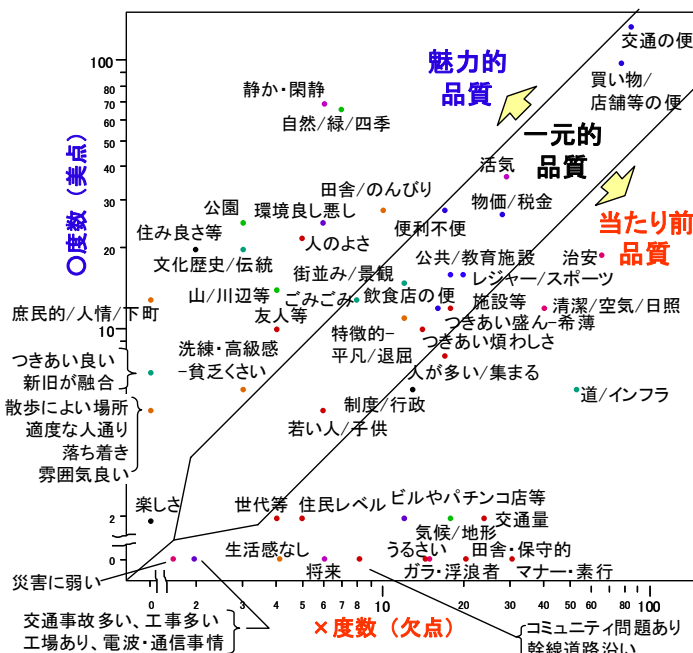 交通の便
魅力的
品質
100
80
70
60
50
40
30
20
10
2
0
静か・閑静
自然/緑/四季
買い物/
店舗等の便
一元的
品質
活気
田舎/のんびり
物価/税金
公園
環境良し悪し
便利不便
当たり前
品質
住み良さ等
人のよさ
公共/教育施設
治安
文化歴史/伝統
街並み/景観
レジャー/スポーツ
施設等
山/川辺等
ごみごみ
飲食店の便
清潔/空気/日照
庶民的/人情/下町
友人等
特徴的-
平凡/退屈
つきあい盛ん-希薄
つきあい煩わしさ
洗練・高級感
-貧乏くさい
つきあい良い
新旧が融合
人が多い/集まる
道/インフラ
散歩によい場所
適度な人通り
落ち着き
雰囲気良い
制度/行政
若い人/子供
楽しさ
世代等
住民レベル
ビルやパチンコ店等
交通量
気候/地形
生活感なし
将来
うるさい
田舎・保守的
災害に弱い
ガラ・浮浪者
マナー・素行
0
2
3
4
5
6
7
8
10
20
30
40
50
60
80
100
交通事故多い、工事多い
工場あり、電波・通信事情
×度数（欠点）
コミュニティ問題あり
幹線道路沿い
〇度数（美点）